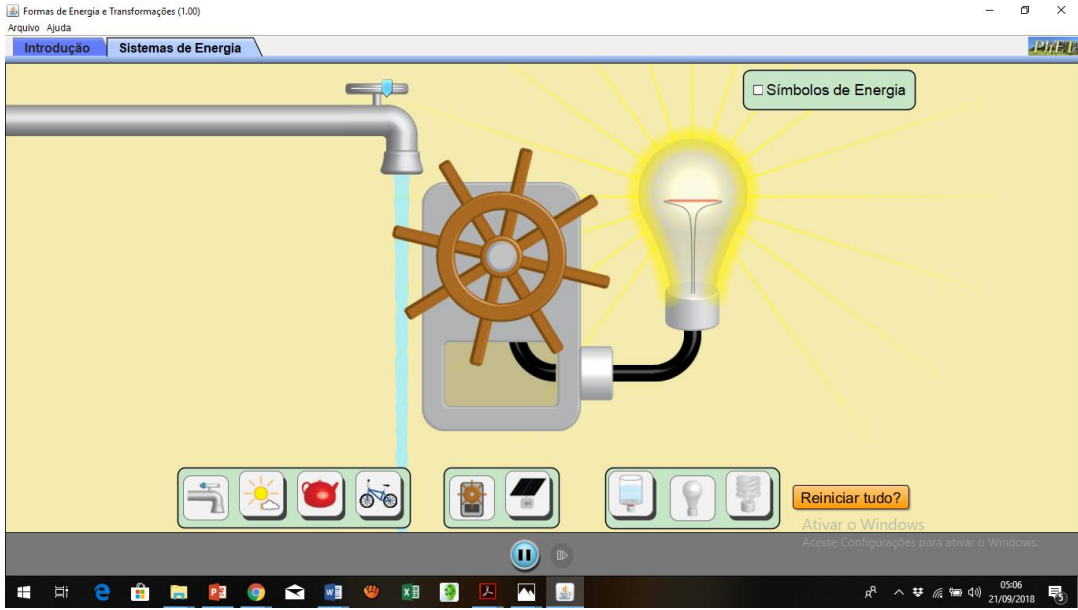 Formas de Energia e Transformações (1.00)
Arquivo Ajuda
Introdução Sistemas de Energia
PhET
Símbolos de Energia
Reiniciar tudo?
Ativar o Windows
Acesse Configurações para ativar o Windows.
05:06
21/09/2018
5